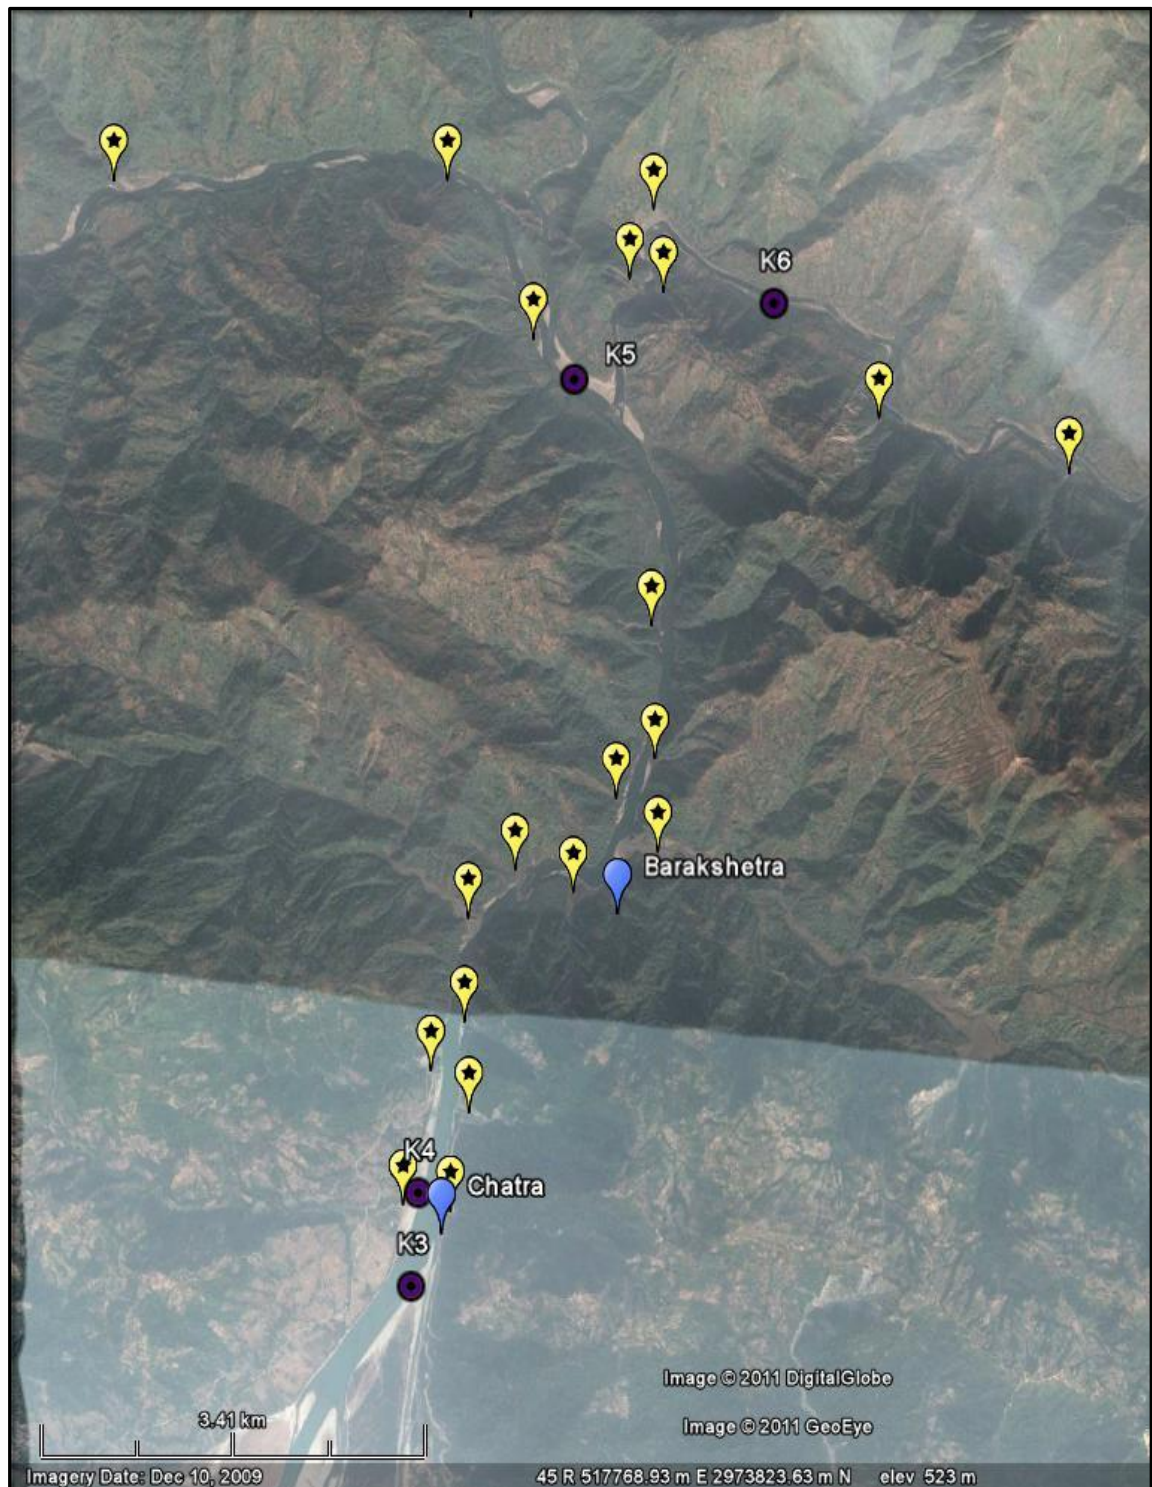 K6
K5
Barakshetra
K4
Chatra
K3
Image © 2011 DigitalGlobe
3.41 km
Image © 2011 GeoEye
Imagery Date: Dec 10, 2009 45 R 517768.93 m E 2973823.63 m N elev 523 m